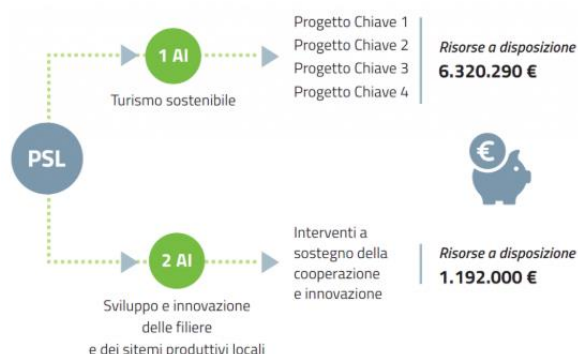 PSL
1 AI
Turismo sostenibile
Progetto Chiave 1
Progetto Chiave 2
Progetto Chiave 3
Progetto Chiave 4
Risorse a disposizione
6.320.290 €
€
2 AI
Sviluppo e innovazione
delle filiere
e dei sitemi produttivi locali
Interventi a
sostegno della
cooperazione
e innovazione
Risorse a disposizione
1.192.000 €